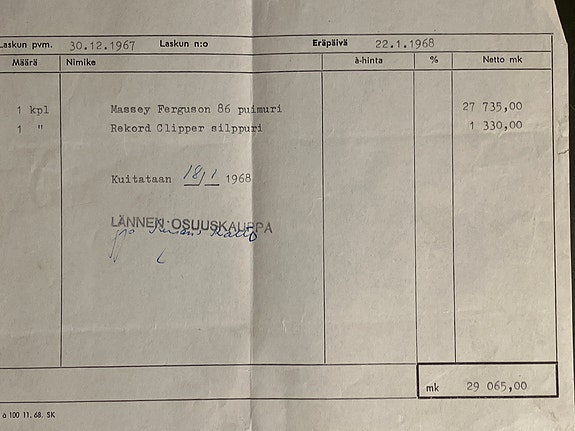 Laskun pvm. 30.12.1967 Laskun n:o Eräpäivä 22.1.1968
Määrä Nimike à-hinta % Netto mk
1 kpl Massey Ferguson 86 puimuri 27 735,00
1 " Rekord Clipper silppuri 1 330,00
Kuitataan 18/1 1968
LÄNNEN OSUUSKAUPPA
mk 29 065,00
à 100 11. 68. SK